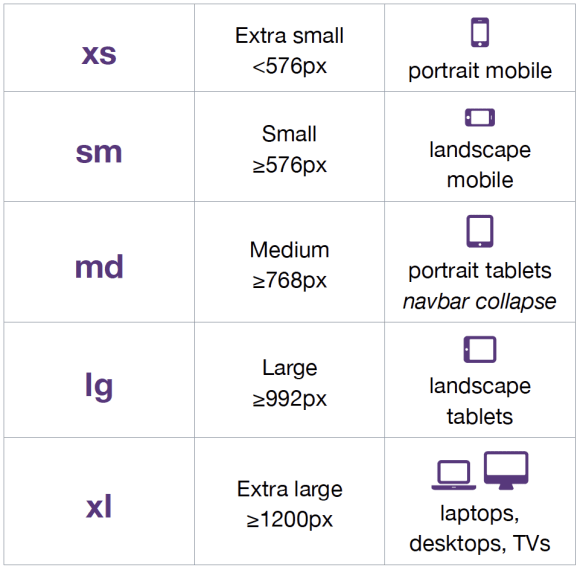 xs
Extra small
<576px
portrait mobile
sm
Small
≥576px
landscape
mobile
md
Medium
≥768px
portrait tablets
navbar collapse
lg
Large
≥992px
landscape
tablets
xl
Extra large
≥1200px
laptops,
desktops, TVs